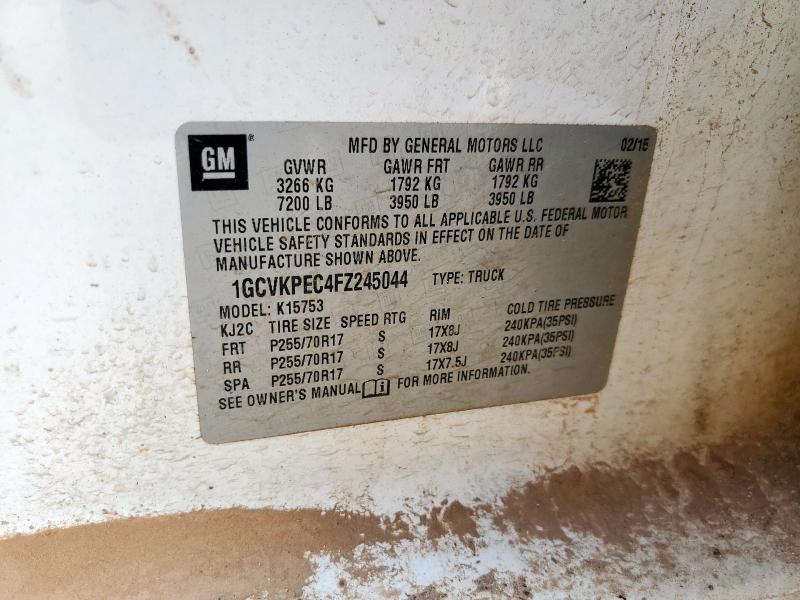 GM ®
MFD BY GENERAL MOTORS LLC 02/15
GVWR GAWR FRT GAWR RR
3266 KG 1792 KG 1792 KG
7200 LB 3950 LB 3950 LB
THIS VEHICLE CONFORMS TO ALL APPLICABLE U.S. FEDERAL MOTOR
VEHICLE SAFETY STANDARDS IN EFFECT ON THE DATE OF
MANUFACTURE SHOWN ABOVE.
1GCVKPEC4FZ245044 TYPE: TRUCK
MODEL: K15753
KJ2C TIRE SIZE SPEED RTG RIM COLD TIRE PRESSURE
FRT P255/70R17 S 17X8J 240KPA(35PSI)
RR P255/70R17 S 17X8J 240KPA(35PSI)
SPA P255/70R17 S 17X7.5J 240KPA(35PSI)
SEE OWNER'S MANUAL i FOR MORE INFORMATION.